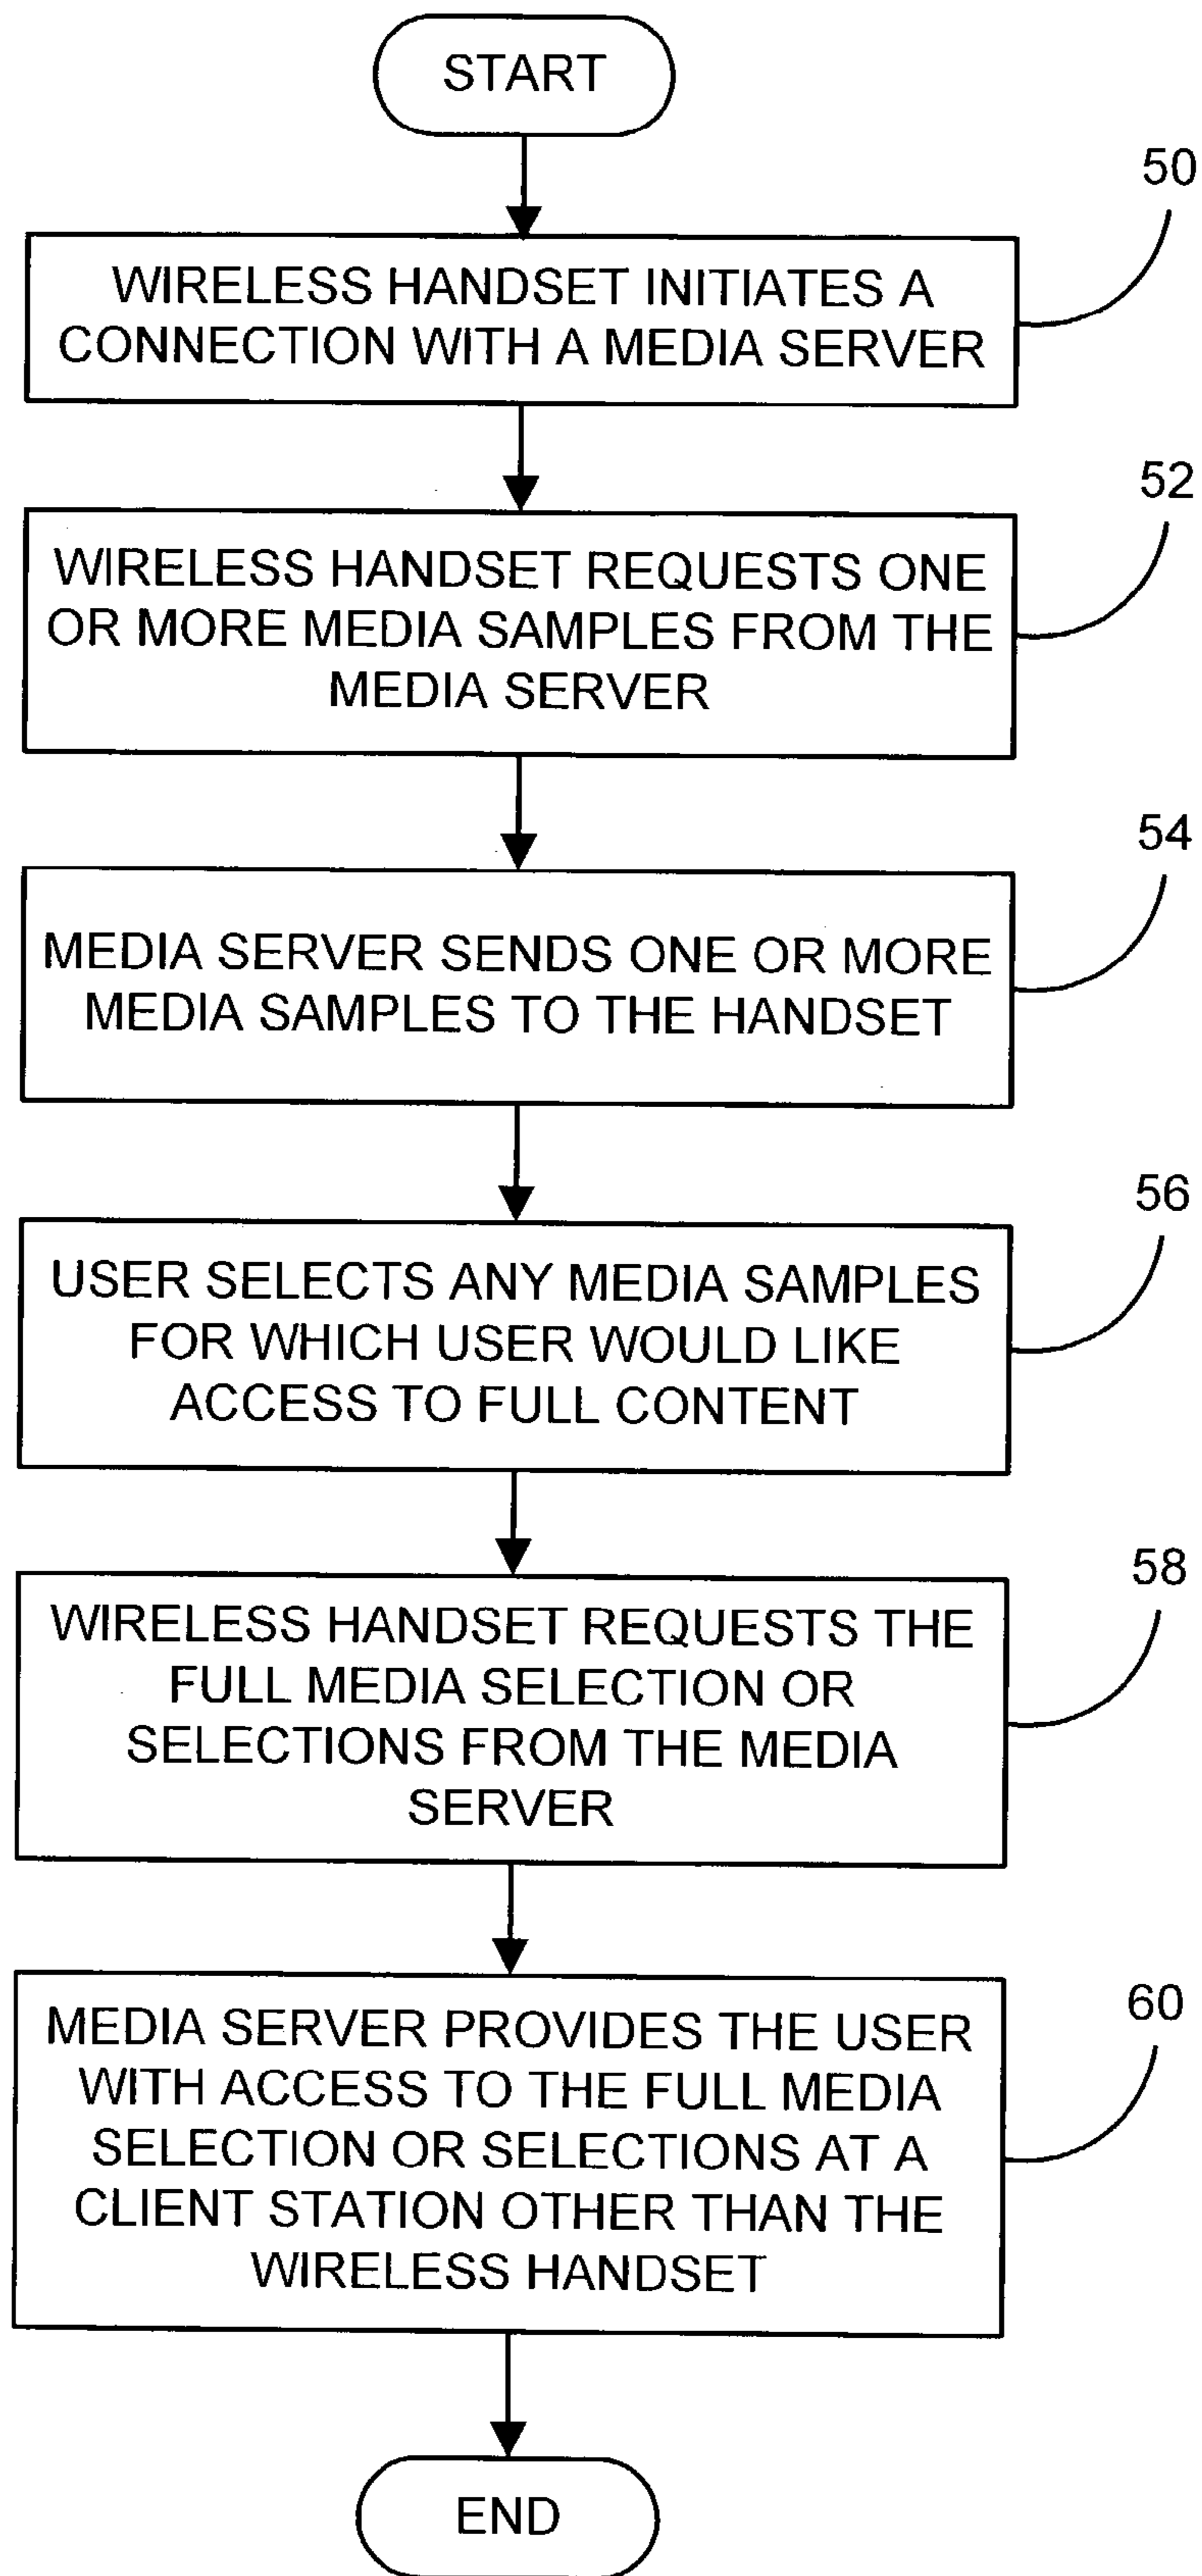 START
50
WIRELESS HANDSET INITIATES A
CONNECTION WITH A MEDIA SERVER
52
WIRELESS HANDSET REQUESTS ONE
OR MORE MEDIA SAMPLES FROM THE
MEDIA SERVER
54
MEDIA SERVER SENDS ONE OR MORE
MEDIA SAMPLES TO THE HANDSET
56
USER SELECTS ANY MEDIA SAMPLES
FOR WHICH USER WOULD LIKE
ACCESS TO FULL CONTENT
58
WIRELESS HANDSET REQUESTS THE
FULL MEDIA SELECTION OR
SELECTIONS FROM THE MEDIA
SERVER
60
MEDIA SERVER PROVIDES THE USER
WITH ACCESS TO THE FULL MEDIA
SELECTION OR SELECTIONS AT A
CLIENT STATION OTHER THAN THE
WIRELESS HANDSET
END